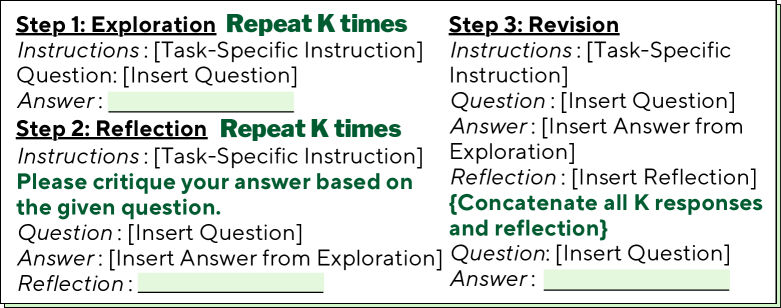 Step 1: Exploration Repeat K times
Instructions : [Task-Specific Instruction]
Question: [Insert Question]
Answer :
Step 2: Reflection Repeat K times
Instructions : [Task-Specific Instruction]
Please critique your answer based on
the given question.
Question : [Insert Question]
Answer : [Insert Answer from Exploration]
Reflection :
Step 3: Revision
Instructions : [Task-Specific
Instruction]
Question : [Insert Question]
Answer : [Insert Answer from
Exploration]
Reflection : [Insert Reflection]
{Concatenate all K responses
and reflection}
Question: [Insert Question]
Answer :